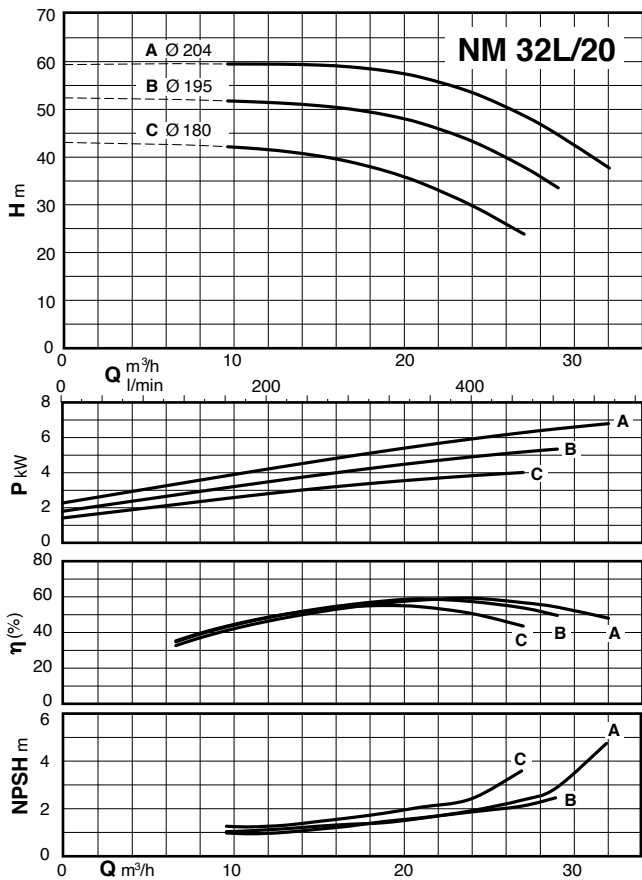 70
NM 32L/20
60
A Ø 204
50
B Ø 195
40
C Ø 180
30
20
10
0
H m
0 10 20 30
Q m³/h
0 Q l/min 200 400
8
6
4
2
0
P kW
A
B
C
80
60
40
20
0
η (%)
C B A
6
4
2
0
NPSH m
A
C
B
0 Q m³/h 10 20 30